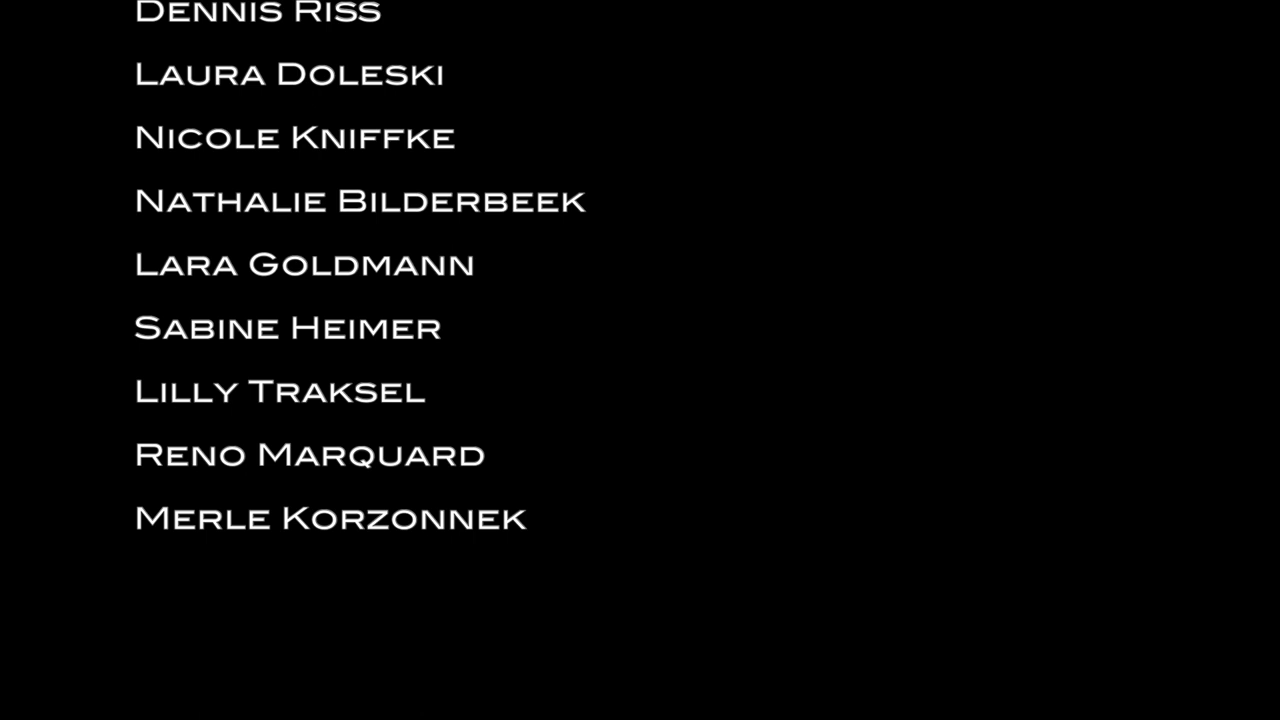 Dennis Riss
Laura Doleski
Nicole Kniffke
Nathalie Bilderbeek
Lara Goldmann
Sabine Heimer
Lilly Traksel
Reno Marquard
Merle Korzonnek